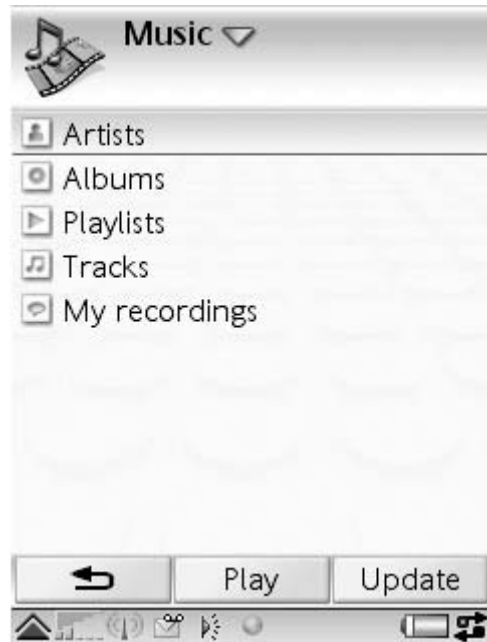 Music
Artists
Albums
Playlists
Tracks
My recordings
Play
Update